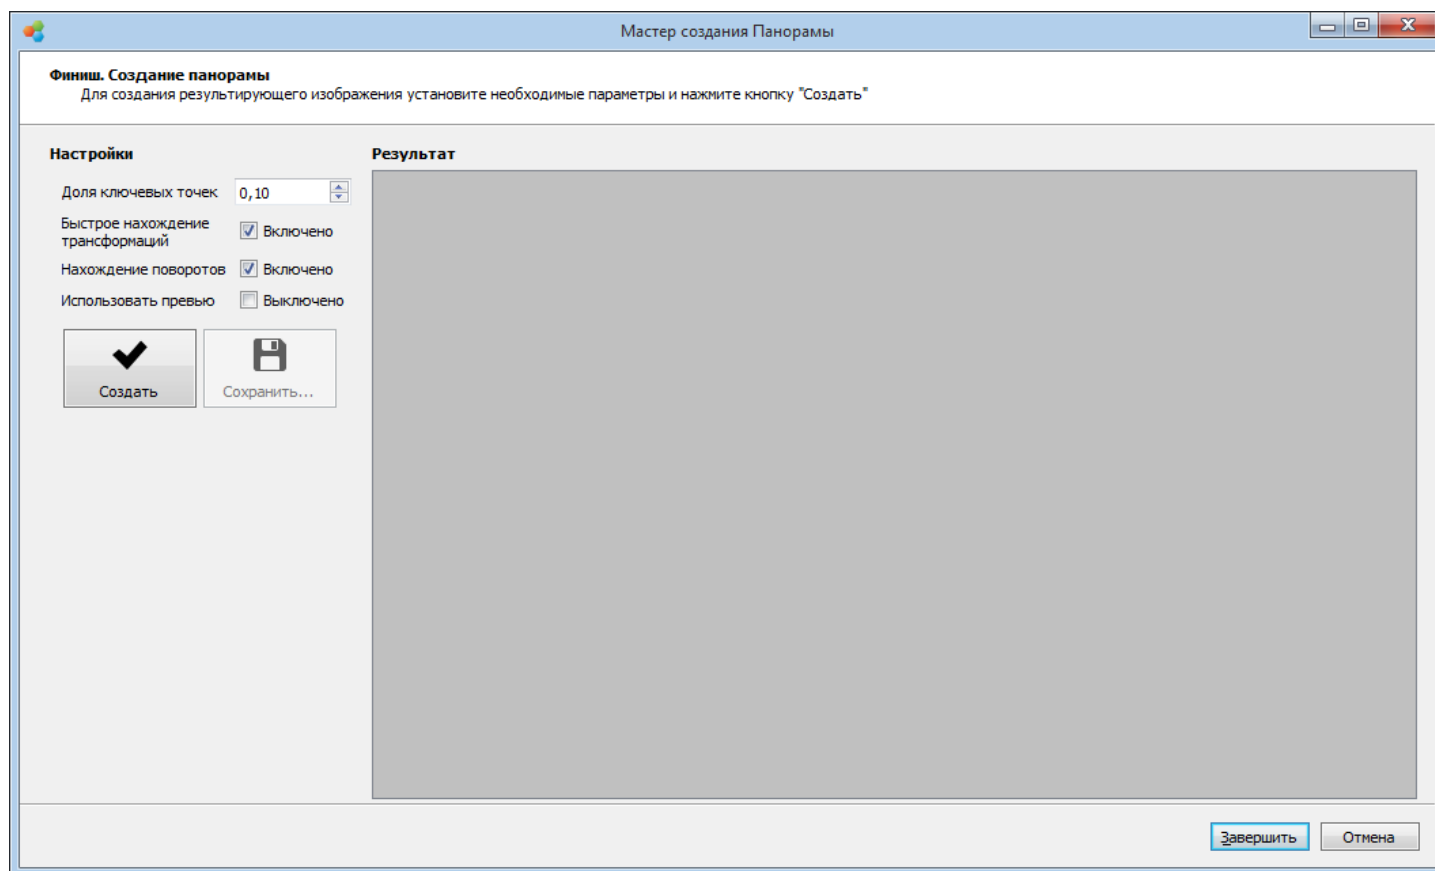 Мастер создания Панорамы
Финиш. Создание панорамы
Для создания результирующего изображения установите необходимые параметры и нажмите кнопку "Создать"
Настройки
Результат
Доля ключевых точек 0,10
Быстрое нахождение
трансформаций
Включено
Нахождение поворотов Включено
Использовать превью Выключено
Создать
Сохранить...
Завершить
Отмена